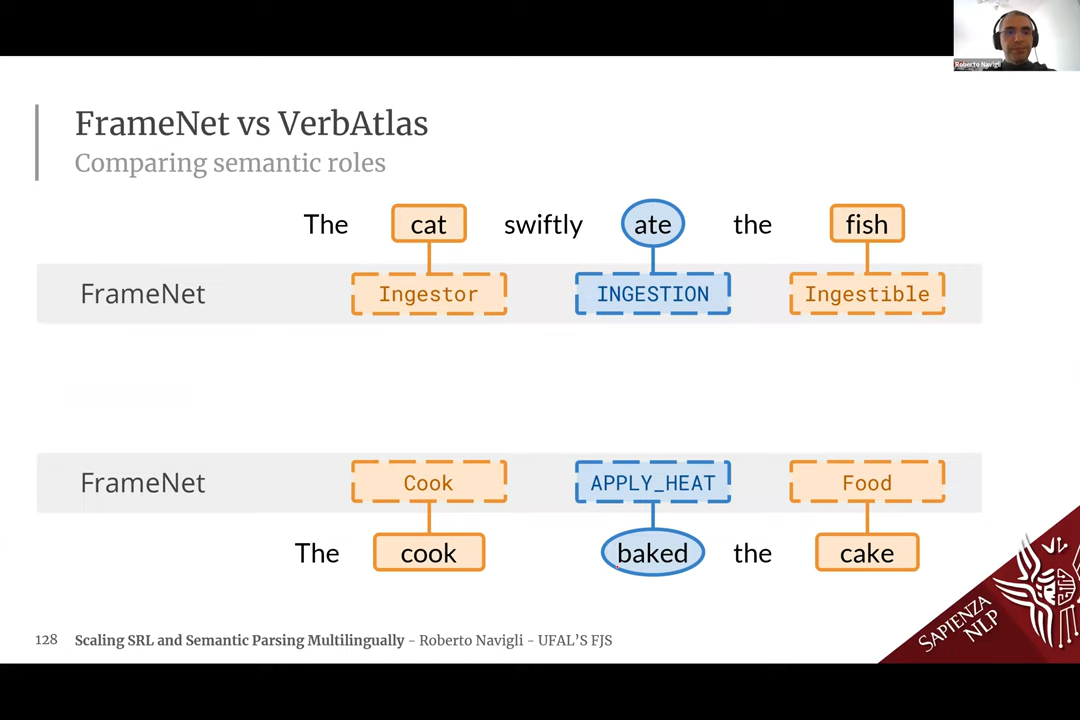 Roberto Navigli
FrameNet vs VerbAtlas
Comparing semantic roles
The cat swiftly ate the fish
FrameNet Ingestor INGESTION Ingestible
FrameNet Cook APPLY_HEAT Food
The cook baked the cake
SAPIENZA
NLP
128 Scaling SRL and Semantic Parsing Multilingually - Roberto Navigli - UFAL'S FJS